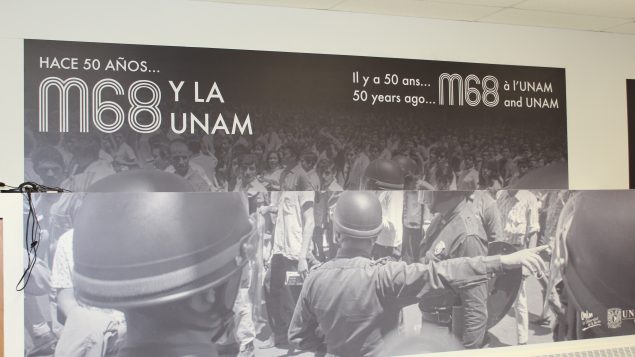 HACE 50 AÑOS...
M68 Y LA
UNAM
Il y a 50 ans...
50 years ago...
M68 à l'UNAM
and UNAM